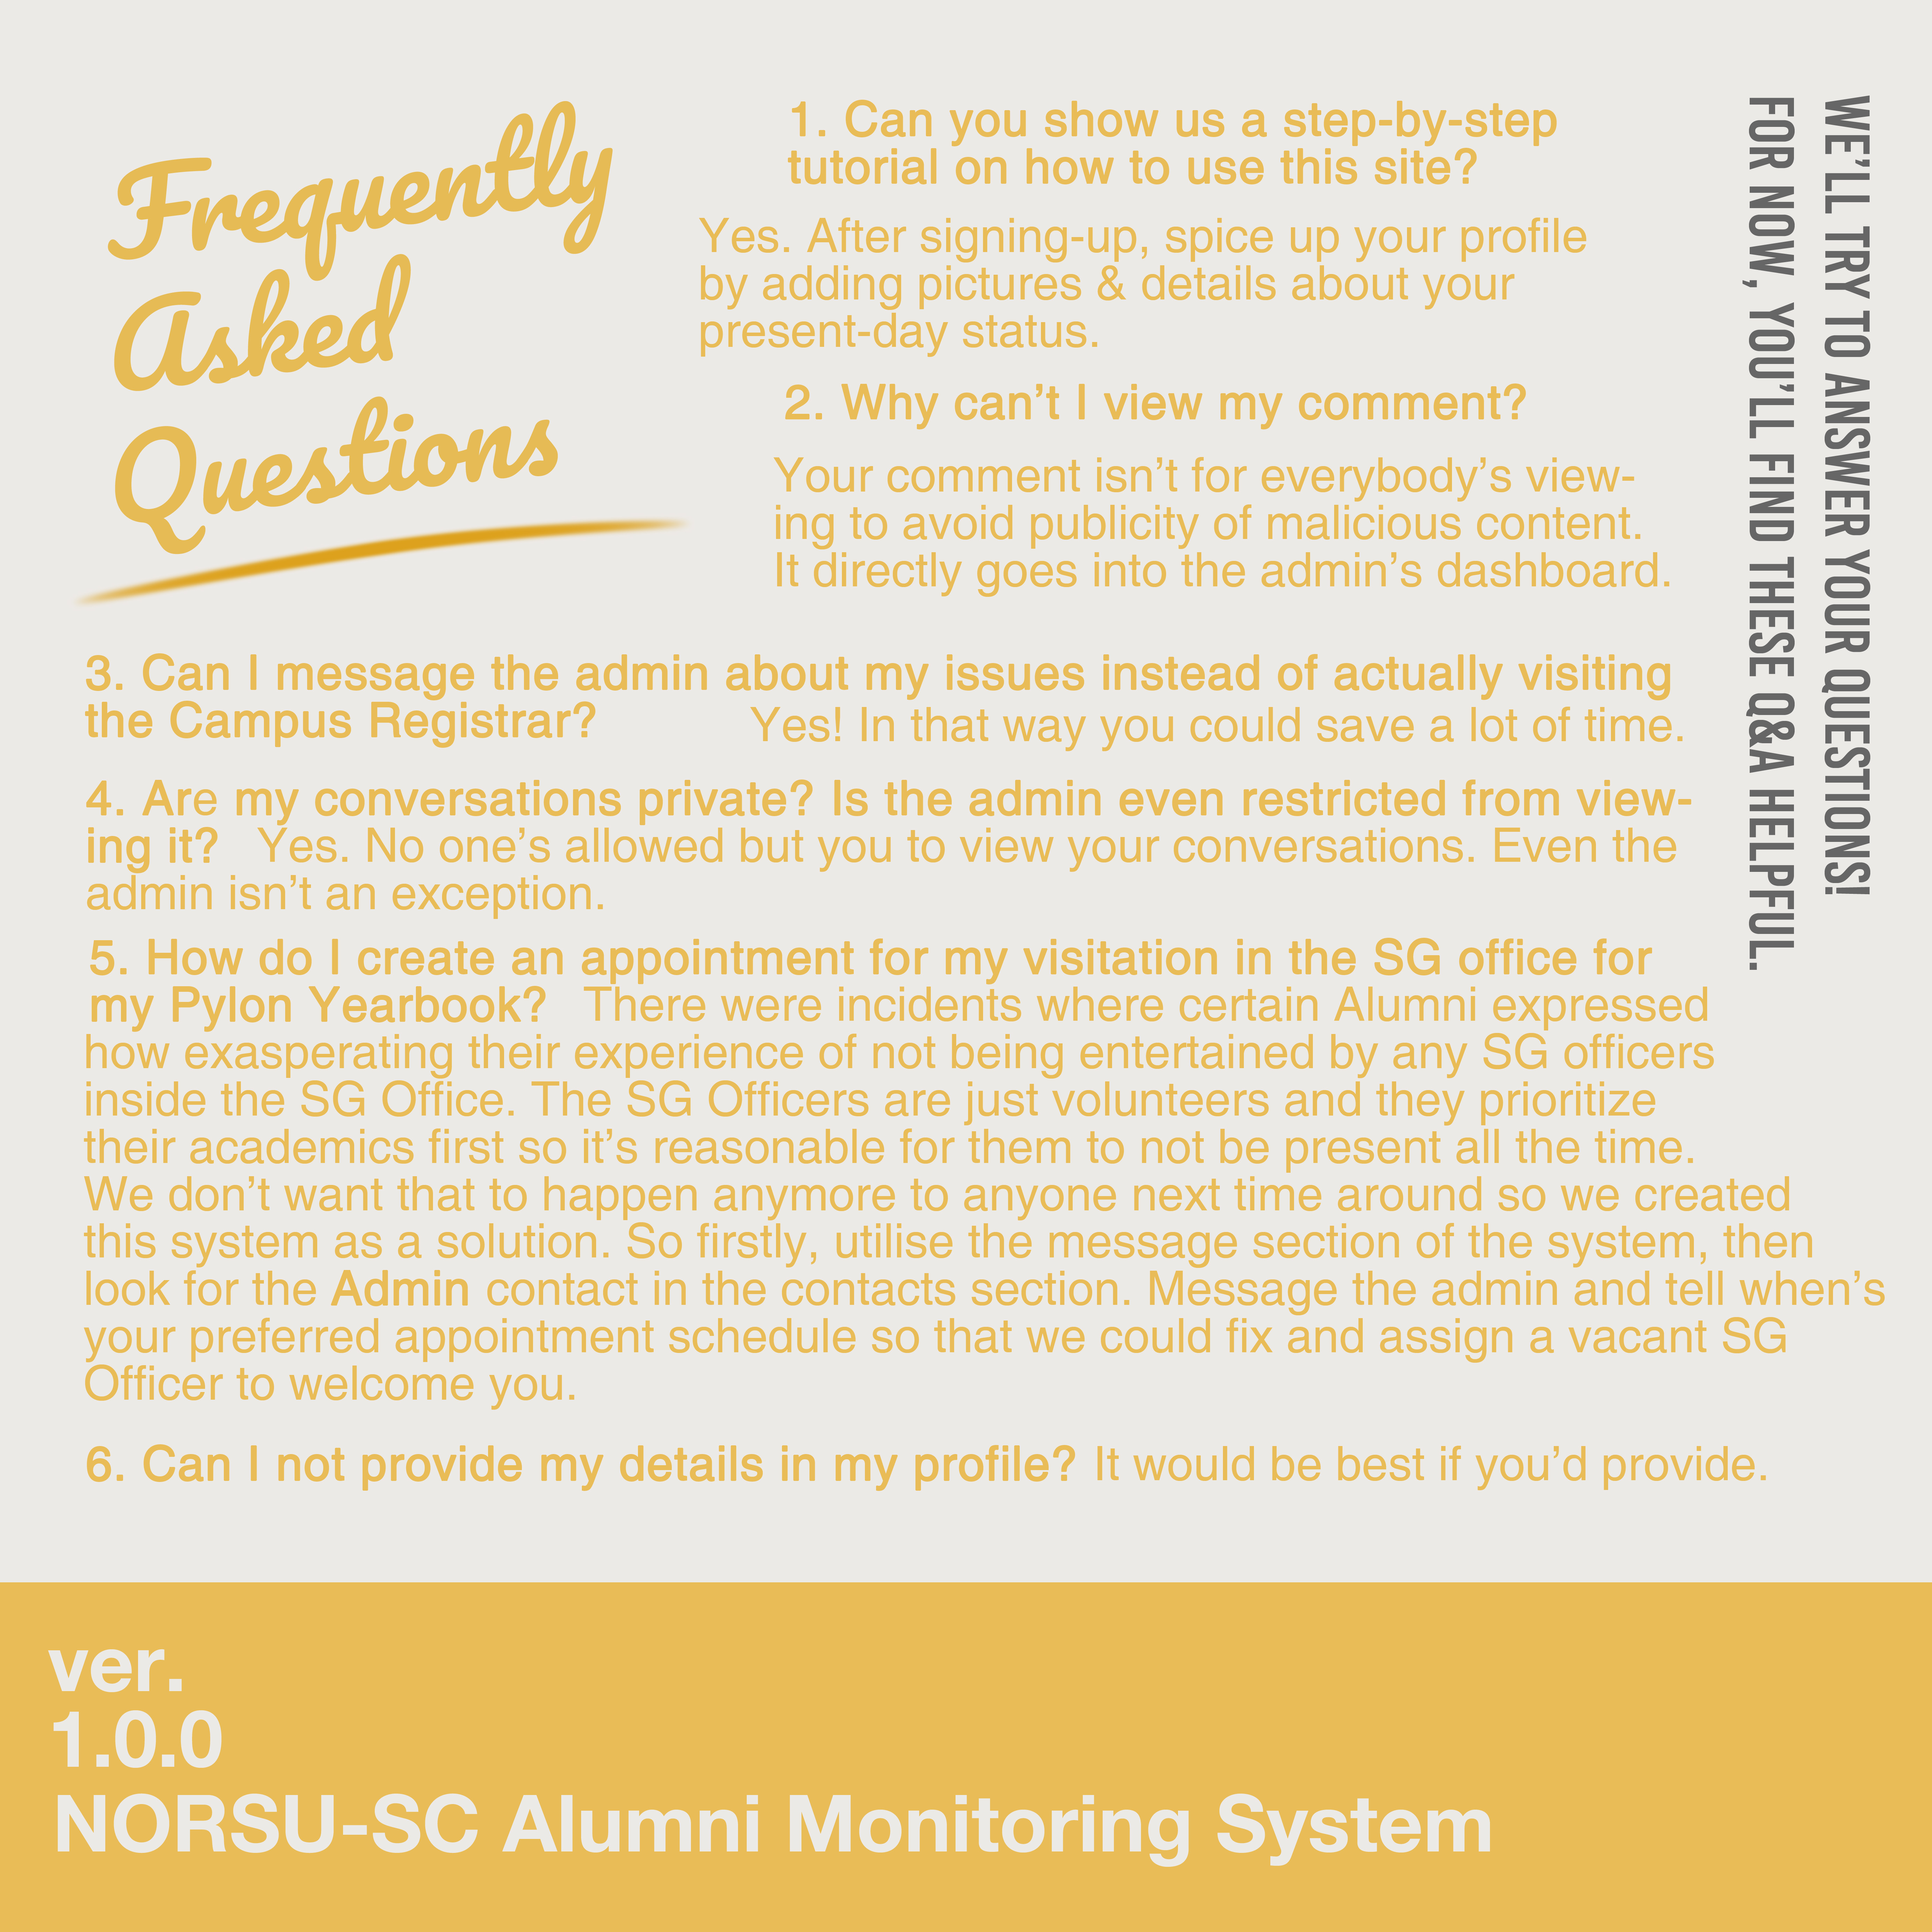 Frequently
Asked
Questions
WE’LL TRY TO ANSWER YOUR QUESTIONS!
FOR NOW, YOU’LL FIND THESE Q&A HELPFUL.
1. Can you show us a step-by-step
tutorial on how to use this site?
Yes. After signing-up, spice up your profile
by adding pictures & details about your
present-day status.
2. Why can’t I view my comment?
Your comment isn’t for everybody’s view-
ing to avoid publicity of malicious content.
It directly goes into the admin’s dashboard.
3. Can I message the admin about my issues instead of actually visiting
the Campus Registrar? Yes! In that way you could save a lot of time.
4. Are my conversations private? Is the admin even restricted from view-
ing it? Yes. No one’s allowed but you to view your conversations. Even the
admin isn’t an exception.
5. How do I create an appointment for my visitation in the SG office for
my Pylon Yearbook? There were incidents where certain Alumni expressed
how exasperating their experience of not being entertained by any SG officers
inside the SG Office. The SG Officers are just volunteers and they prioritize
their academics first so it’s reasonable for them to not be present all the time.
We don’t want that to happen anymore to anyone next time around so we created
this system as a solution. So firstly, utilise the message section of the system, then
look for the Admin contact in the contacts section. Message the admin and tell when’s
your preferred appointment schedule so that we could fix and assign a vacant SG
Officer to welcome you.
6. Can I not provide my details in my profile? It would be best if you’d provide.
ver.
1.0.0
NORSU-SC Alumni Monitoring System